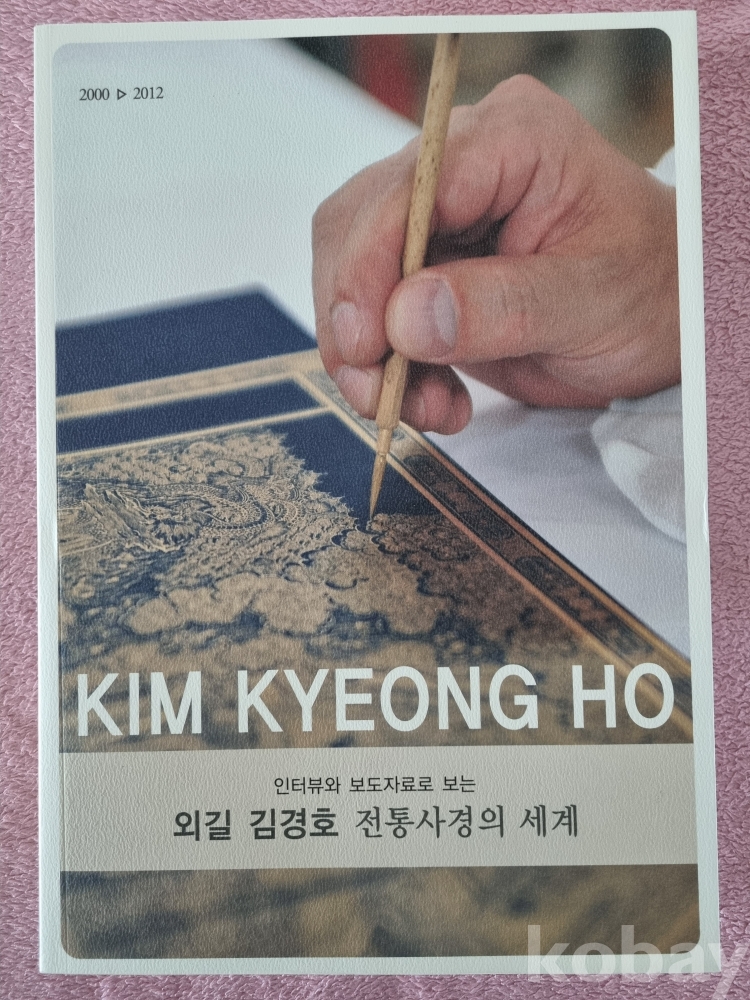 2000 ▷ 2012
KIM KYEONG HO
인터뷰와 보도자료로 보는
외길 김경호 전통사경의 세계
kobay